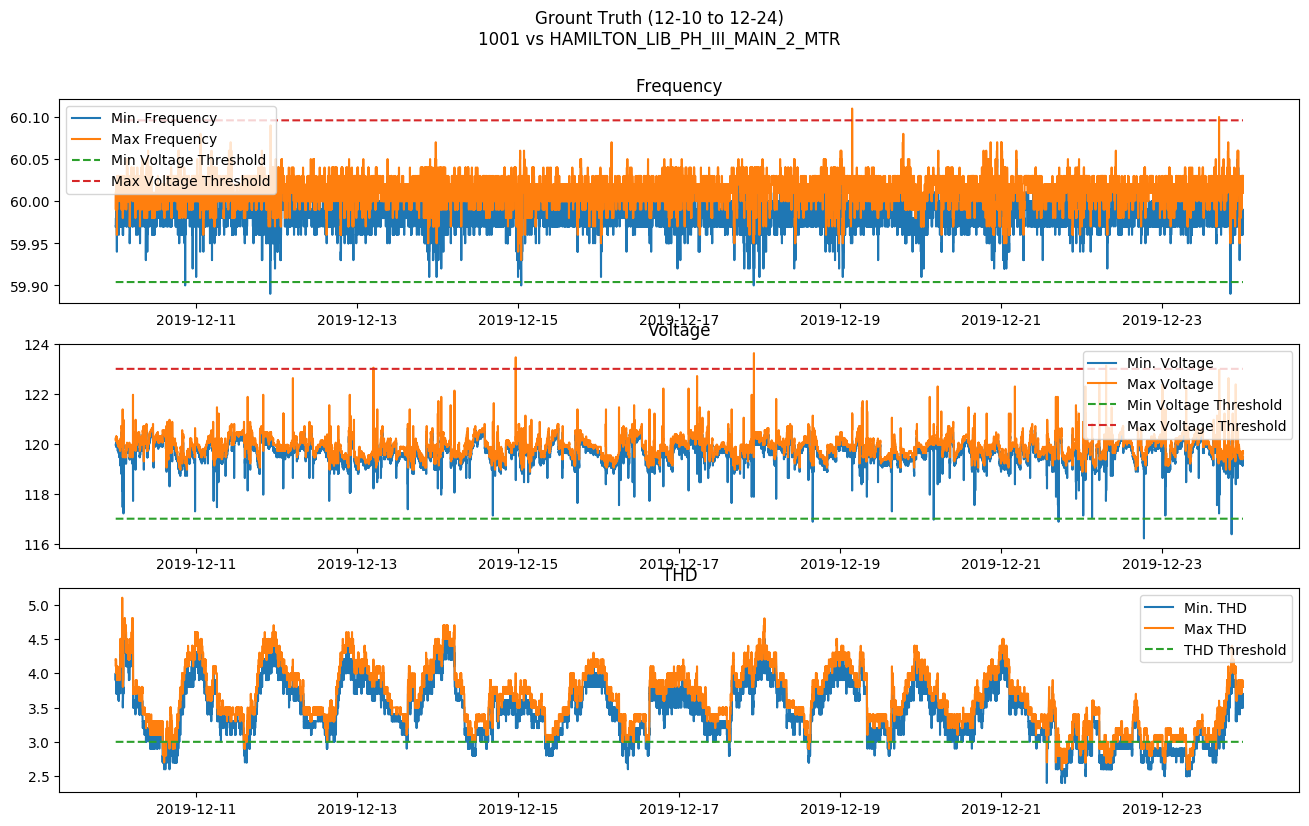 Grount Truth (12-10 to 12-24)
1001 vs HAMILTON_LIB_PH_III_MAIN_2_MTR
Frequency
Min. Frequency
Max Frequency
Min Voltage Threshold
Max Voltage Threshold
60.10
60.05
60.00
59.95
59.90
2019-12-11 2019-12-13 2019-12-15 2019-12-17 2019-12-19 2019-12-21 2019-12-23
Voltage
Min. Voltage
Max Voltage
Min Voltage Threshold
Max Voltage Threshold
124
122
120
118
116
2019-12-11 2019-12-13 2019-12-15 2019-12-17 2019-12-19 2019-12-21 2019-12-23
THD
Min. THD
Max THD
THD Threshold
5.0
4.5
4.0
3.5
3.0
2.5
2019-12-11 2019-12-13 2019-12-15 2019-12-17 2019-12-19 2019-12-21 2019-12-23